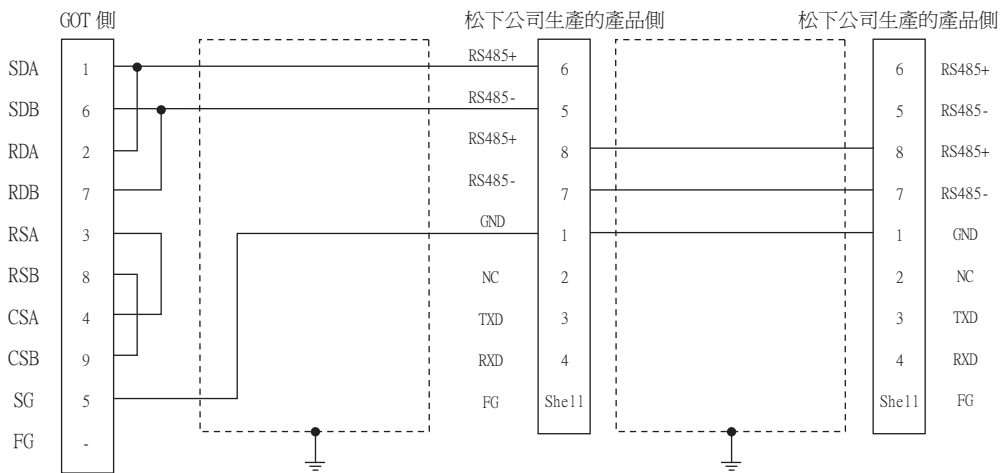 GOT 側 松下公司生產的產品側 松下公司生產的產品側
SDA 1 RS485+ 6 6 RS485+
SDB 6 RS485- 5 5 RS485-
RDA 2 RS485+ 8 8 RS485+
RDB 7 RS485- 7 7 RS485-
RSA 3 GND 1 1 GND
RSB 8 NC 2 2 NC
CSA 4 TXD 3 3 TXD
CSB 9 RXD 4 4 RXD
SG 5 FG Shell Shell FG
FG -